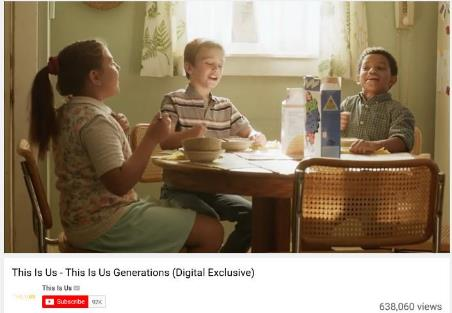 This Is Us - This Is Us Generations (Digital Exclusive)
This Is Us
Subscribe
92K
638,060 views